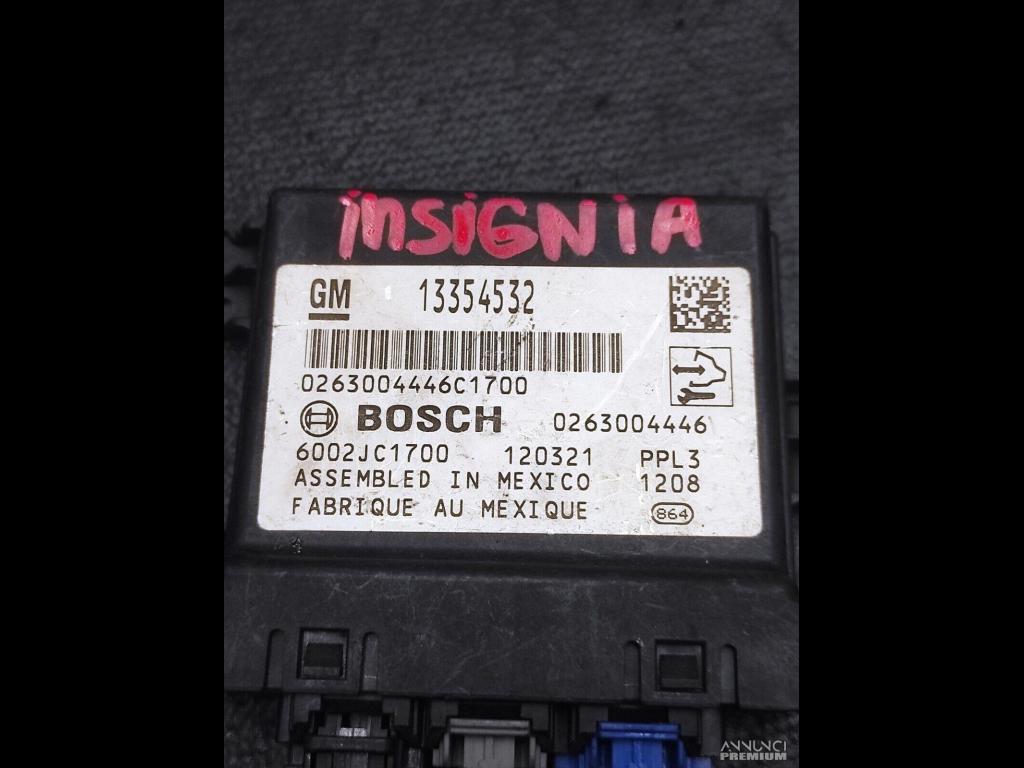 iNSiGNIA
GM 13354532
0263004446C1700
BOSCH 0263004446
6002JC1700 120321 PPL3
ASSEMBLED IN MEXICO 1208
FABRIQUE AU MEXIQUE 864
ANNUNCI
PREMIUM